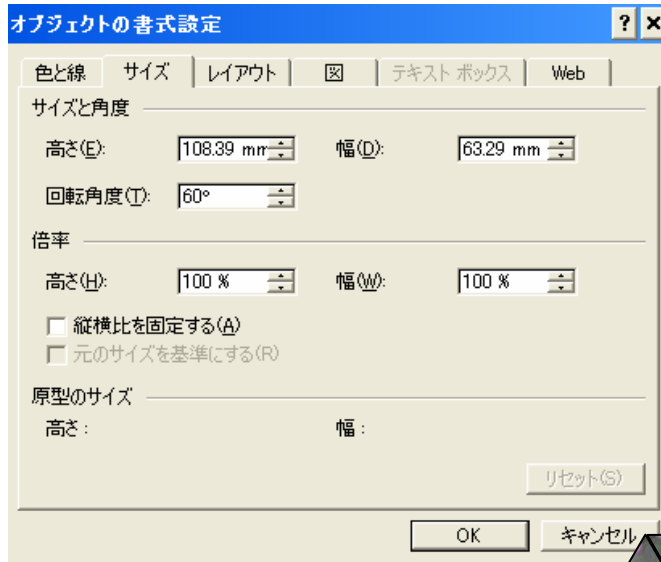 オブジェクトの書式設定 ? ×
色と線 サイズ レイアウト 図 テキスト ボックス Web
サイズと角度
高さ(E): 108.39 mm 幅(D): 63.29 mm
回転角度(T): 60°
倍率
高さ(H): 100 % 幅(W): 100 %
縦横比を固定する(A)
元のサイズを基準にする(R)
原型のサイズ
高さ: 幅:
リセット(S)
OK キャンセル